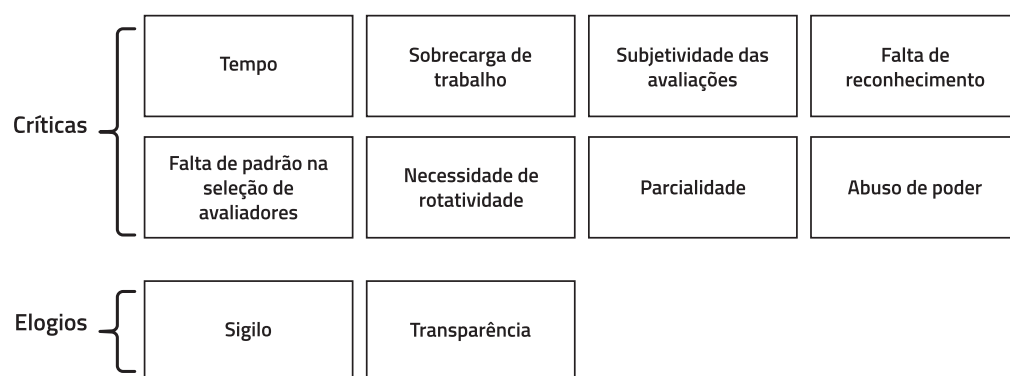 Críticas
Tempo
Sobrecarga de
trabalho
Subjetividade das
avaliações
Falta de
reconhecimento
Falta de padrão na
seleção de
avaliadores
Necessidade de
rotatividade
Parcialidade
Abuso de poder
Elogios
Sigilo
Transparência